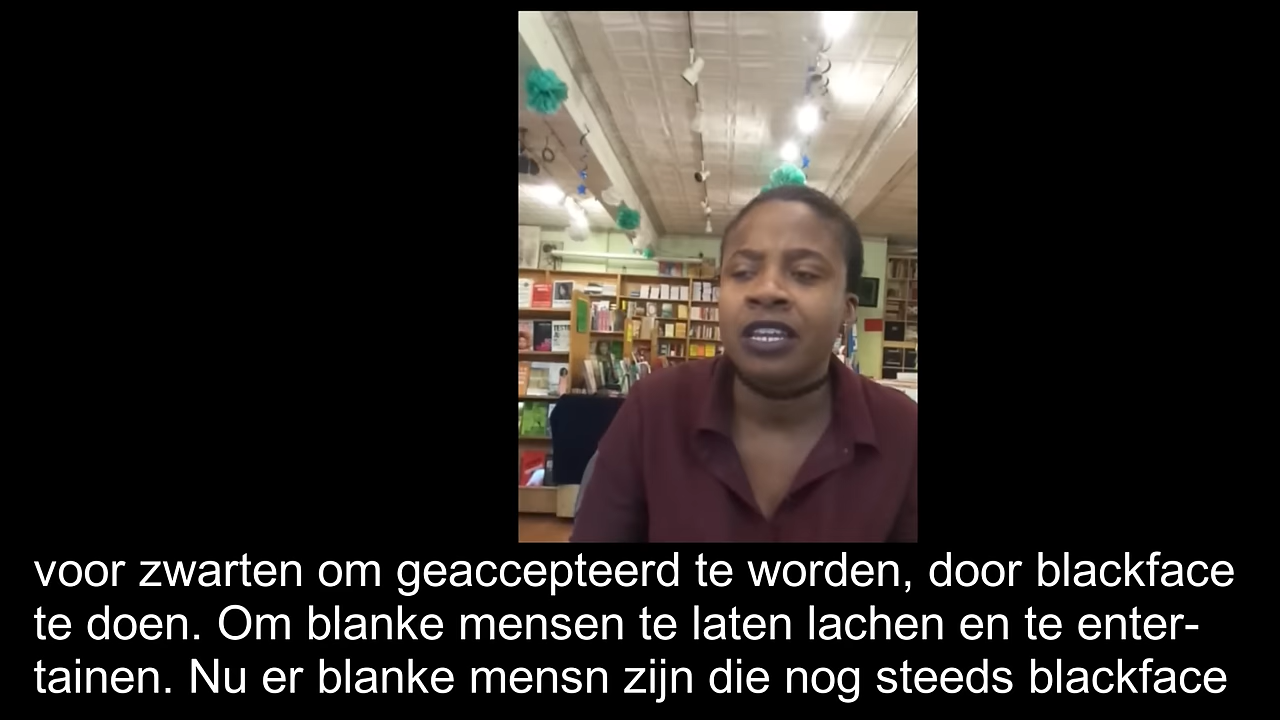 voor zwarten om geaccepteerd te worden, door blackface
te doen. Om blanke mensen te laten lachen en te enter-
tainen. Nu er blanke mensn zijn die nog steeds blackface